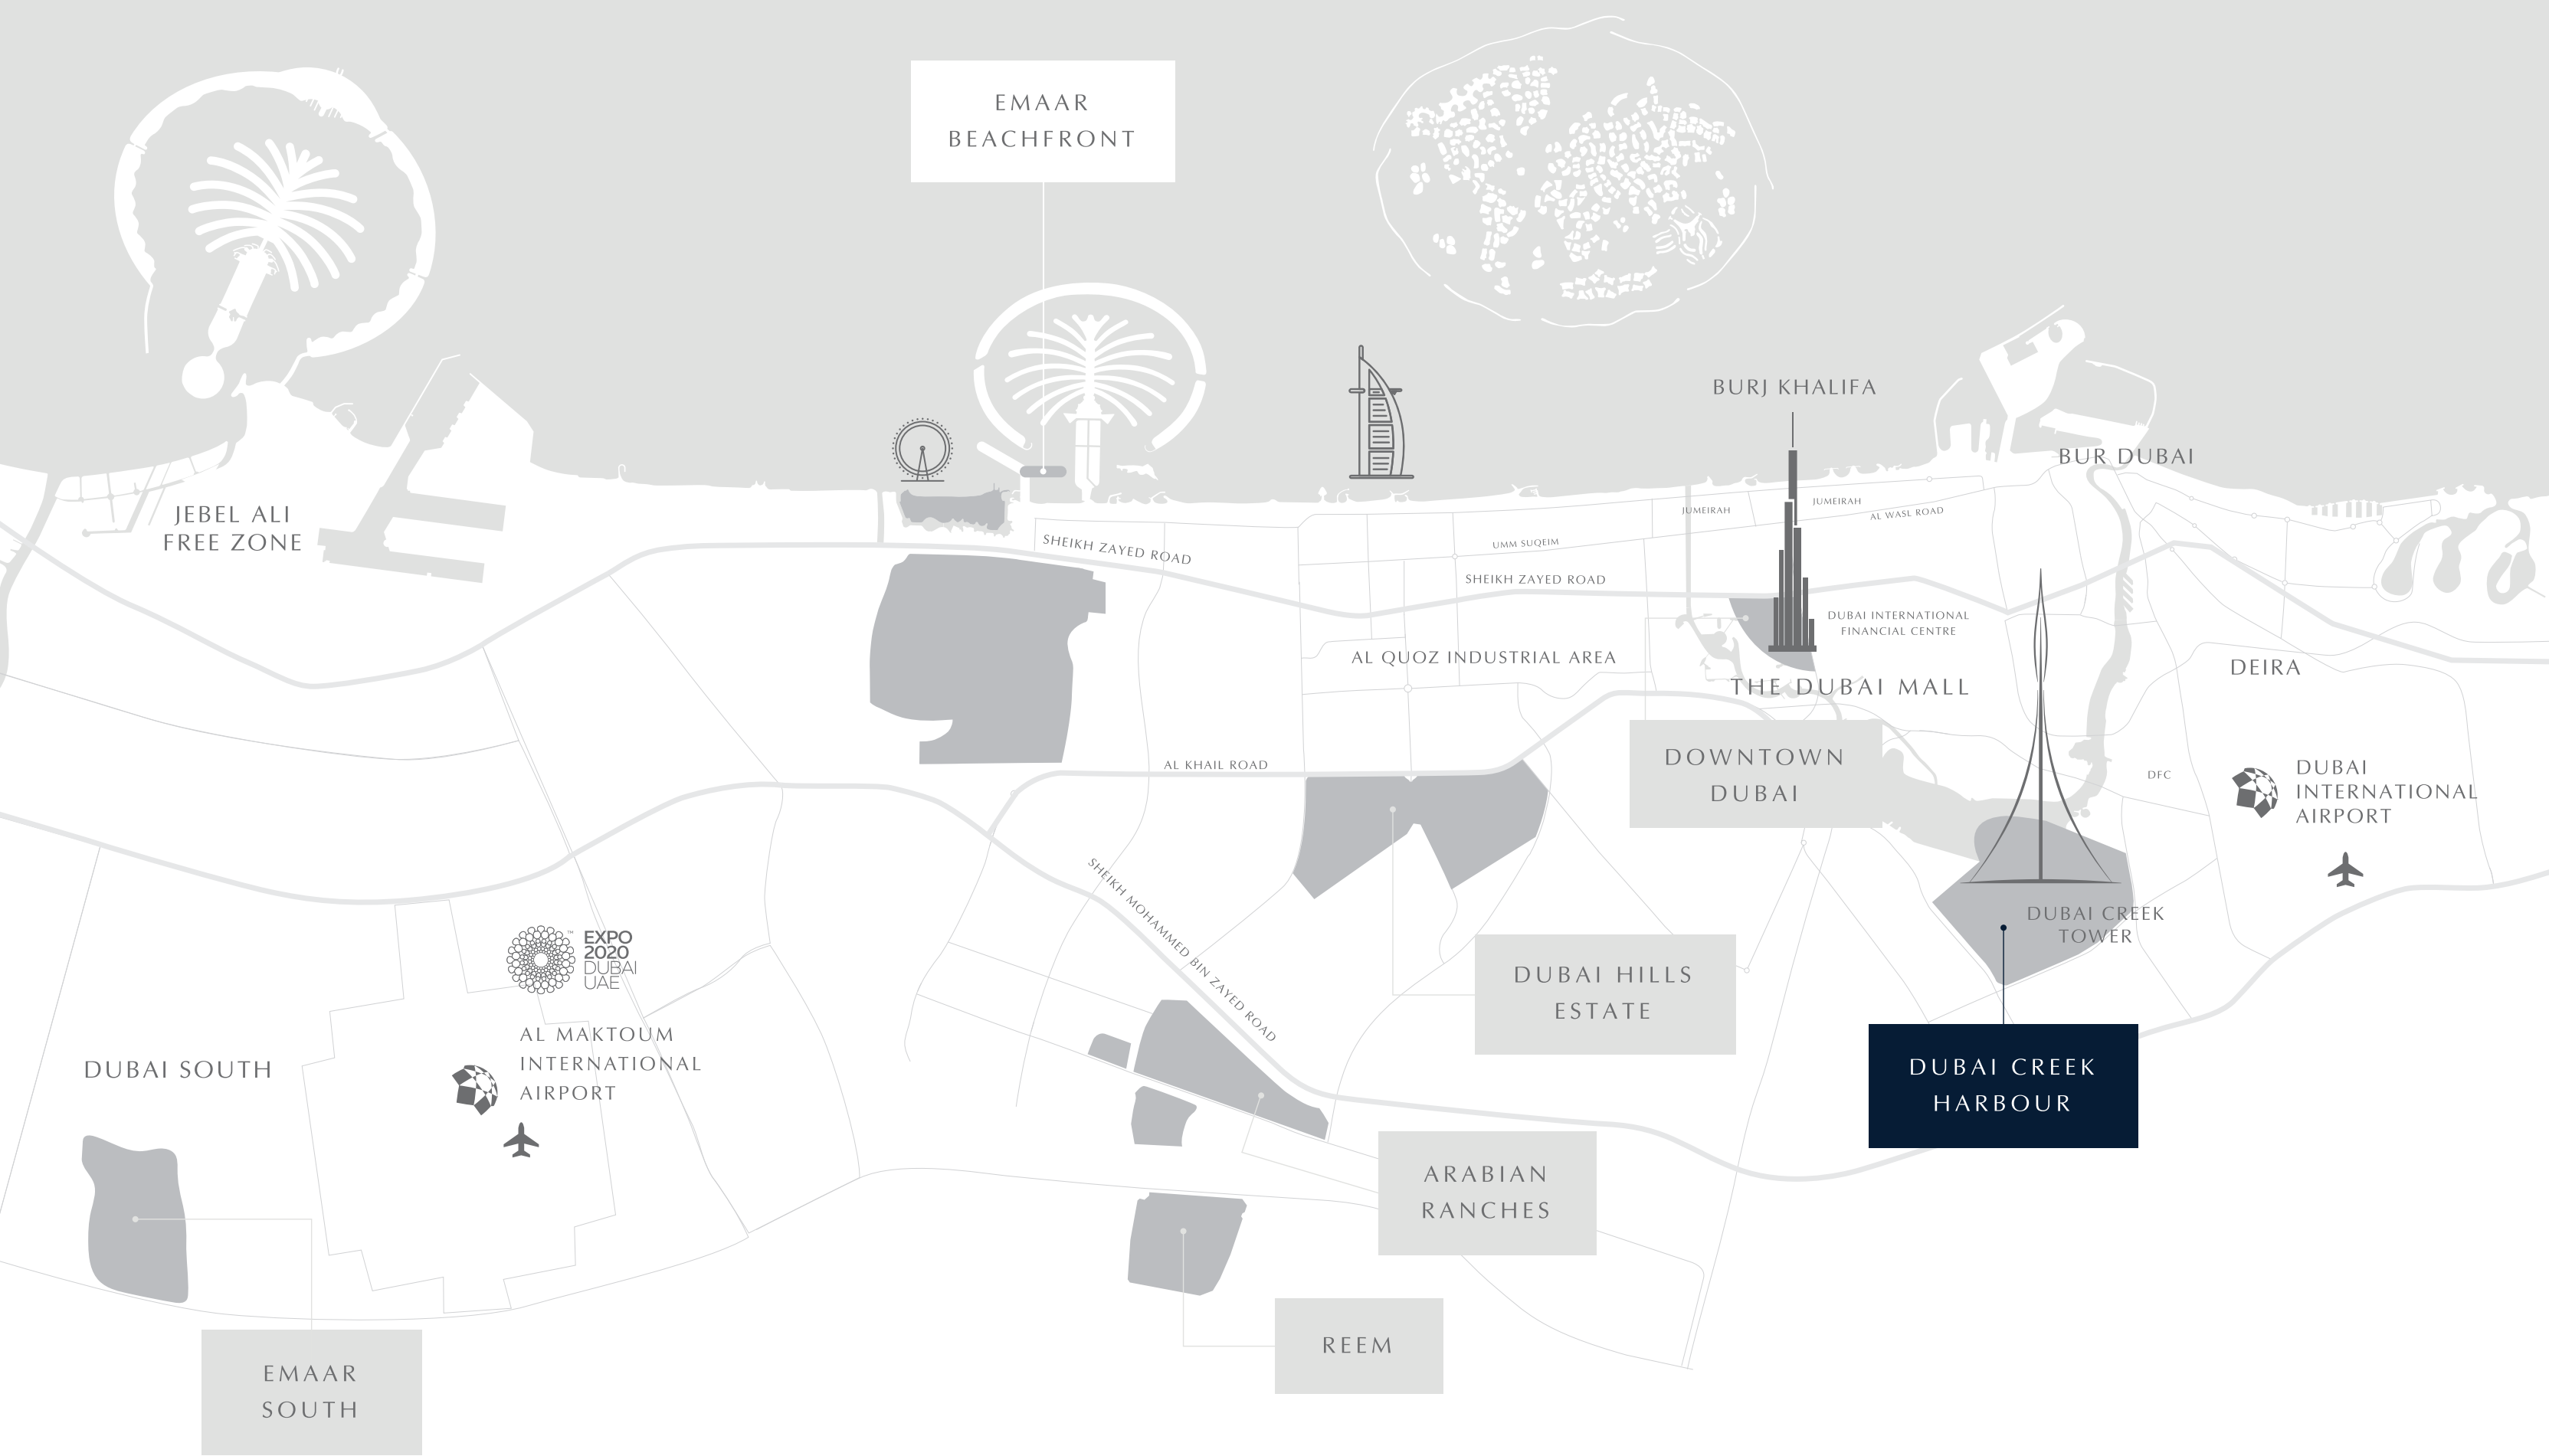 EMAAR
BEACHFRONT
BURJ KHALIFA
BUR DUBAI
JEBEL ALI
FREE ZONE
JUMEIRAH
JUMEIRAH
AL WASL ROAD
SHEIKH ZAYED ROAD
UMM SUQEIM
SHEIKH ZAYED ROAD
DUBAI INTERNATIONAL
FINANCIAL CENTRE
AL QUOZ INDUSTRIAL AREA
DEIRA
THE DUBAI MALL
DOWNTOWN
DUBAI
AL KHAIL ROAD
DFC
DUBAI
INTERNATIONAL
AIRPORT
SHEIKH MOHAMMED BIN ZAYED ROAD
DUBAI CREEK
TOWER
EXPO
2020
DUBAI
UAE
™
DUBAI HILLS
ESTATE
AL MAKTOUM
INTERNATIONAL
AIRPORT
DUBAI SOUTH
DUBAI CREEK
HARBOUR
ARABIAN
RANCHES
REEM
EMAAR
SOUTH